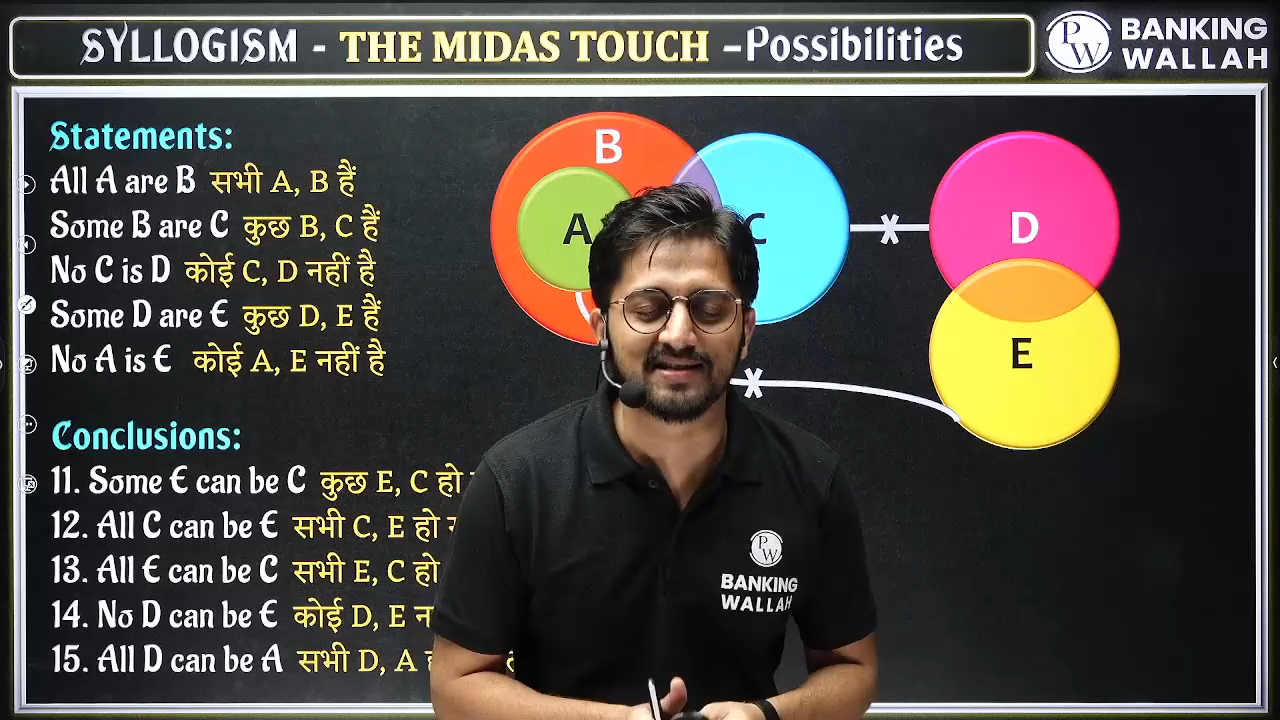 SYLLOGISM - THE MIDAS TOUCH -Possibilities
PW BANKING
WALLAH
Statements:
All A are B सभी A, B हैं
Some B are C कुछ B, C हैं
No C is D कोई C, D नहीं है
Some D are E कुछ D, E हैं
No A is E कोई A, E नहीं है
B
A
C
D
E
Conclusions:
11. Some E can be C कुछ E, C हो
12. All C can be E सभी C, E हो
13. All E can be C सभी E, C हो
14. No D can be E कोई D, E
15. All D can be A सभी D, A
PW
BANKING
WALLAH